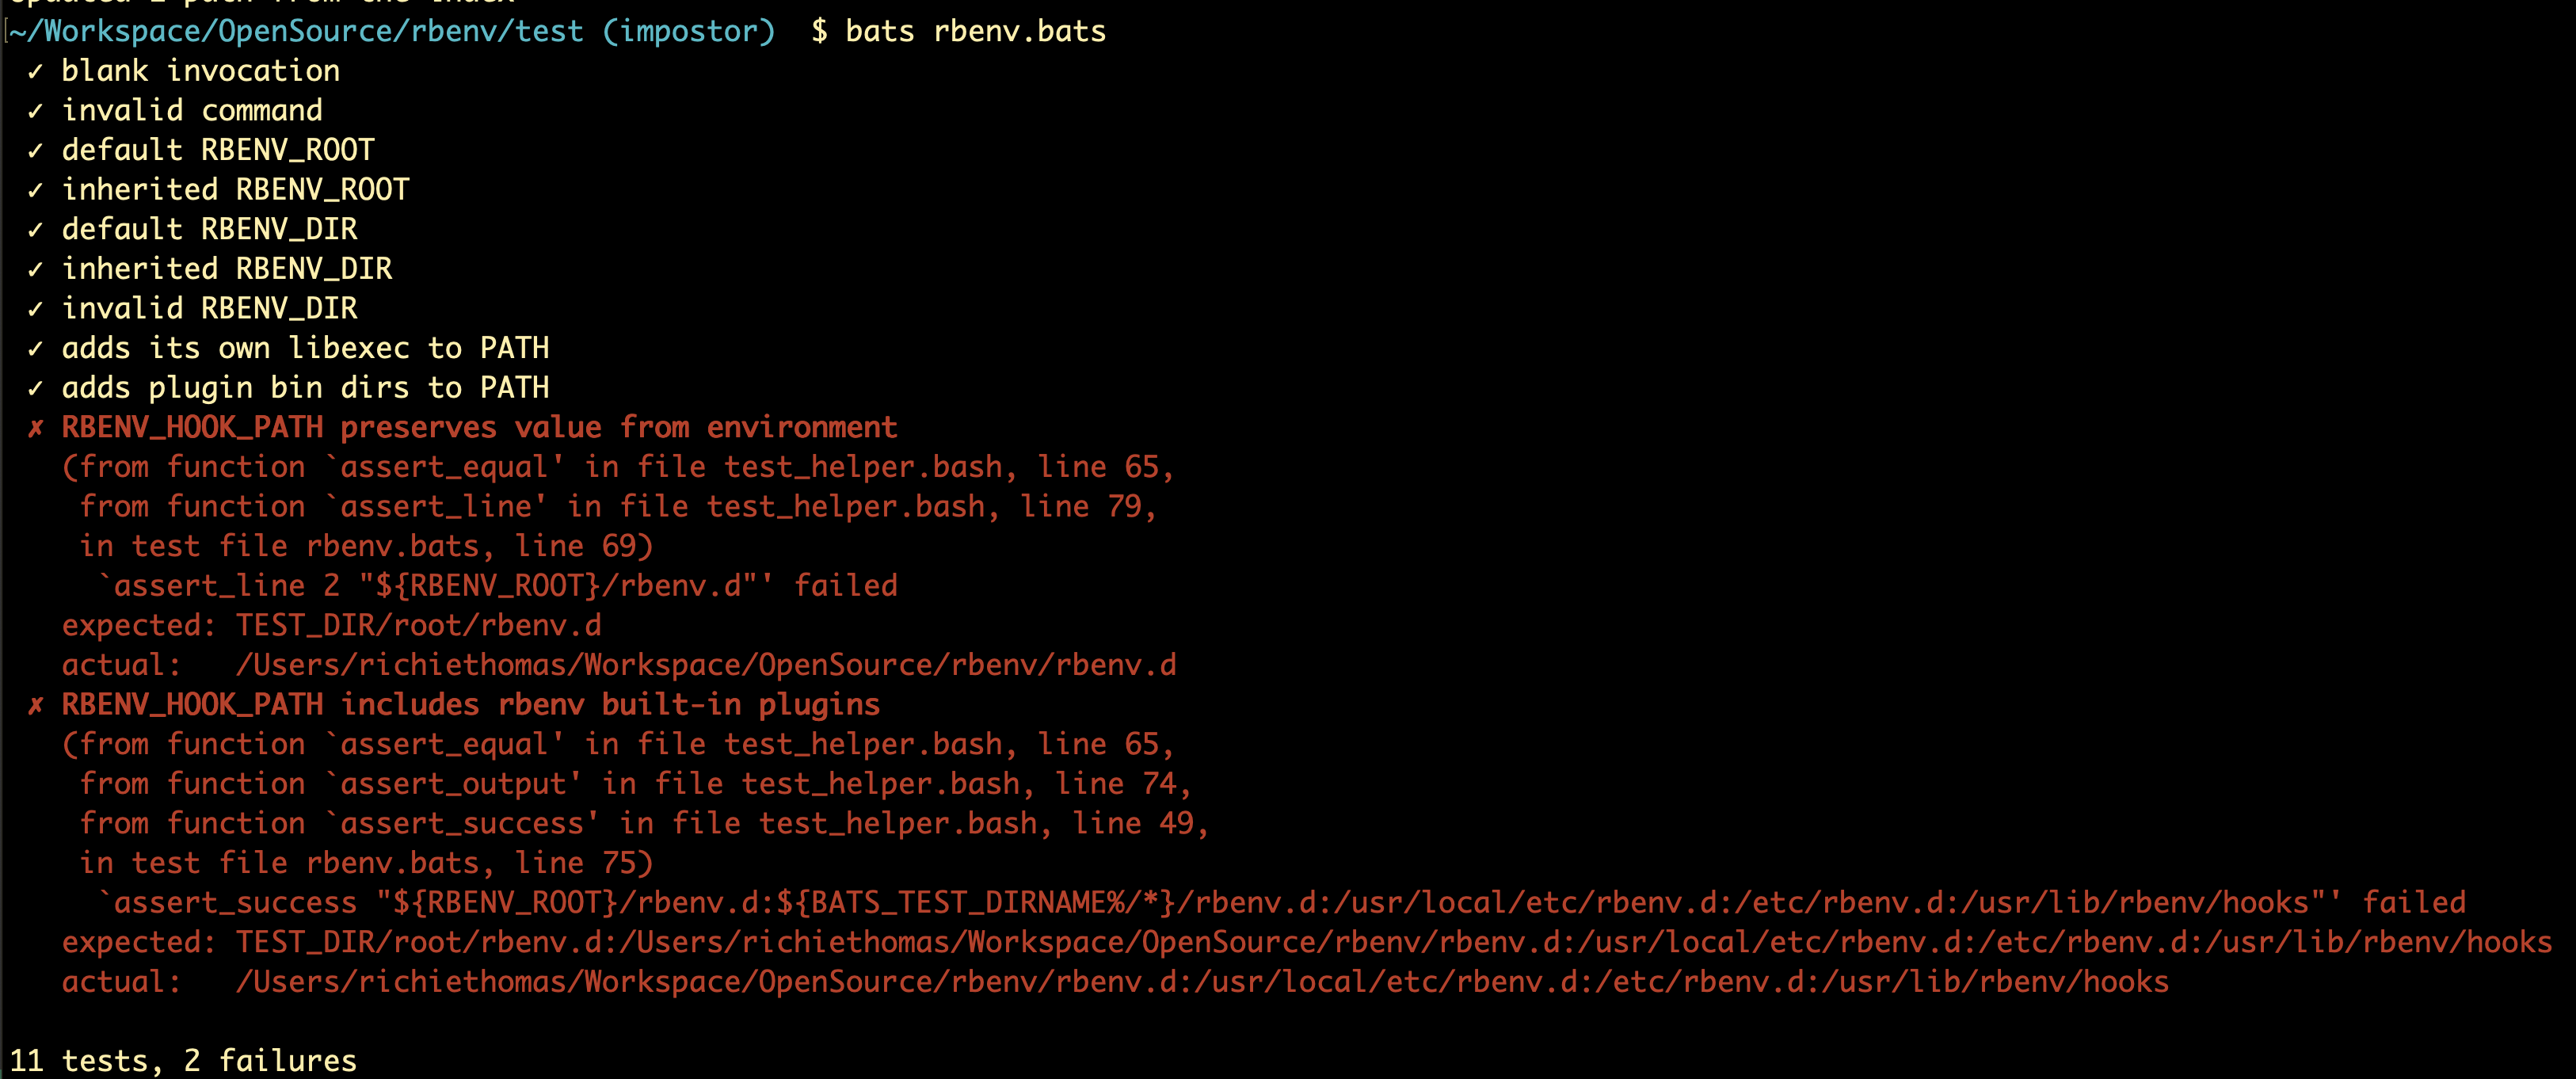 ~/Workspace/OpenSource/rbenv/test (impostor)  $ bats rbenv.bats
 ✓ blank invocation
 ✓ invalid command
 ✓ default RBENV_ROOT
 ✓ inherited RBENV_ROOT
 ✓ default RBENV_DIR
 ✓ inherited RBENV_DIR
 ✓ invalid RBENV_DIR
 ✓ adds its own libexec to PATH
 ✓ adds plugin bin dirs to PATH
 ✗ RBENV_HOOK_PATH preserves value from environment
   (from function `assert_equal' in file test_helper.bash, line 65,
    from function `assert_line' in file test_helper.bash, line 79,
    in test file rbenv.bats, line 69)
     `assert_line 2 "${RBENV_ROOT}/rbenv.d"' failed
   expected: TEST_DIR/root/rbenv.d
   actual:   /Users/richiethomas/Workspace/OpenSource/rbenv/rbenv.d
 ✗ RBENV_HOOK_PATH includes rbenv built-in plugins
   (from function `assert_equal' in file test_helper.bash, line 65,
    from function `assert_output' in file test_helper.bash, line 74,
    from function `assert_success' in file test_helper.bash, line 49,
    in test file rbenv.bats, line 75)
     `assert_success "${RBENV_ROOT}/rbenv.d:${BATS_TEST_DIRNAME%/*}/rbenv.d:/usr/local/etc/rbenv.d:/etc/rbenv.d:/usr/lib/rbenv/hooks"' failed
   expected: TEST_DIR/root/rbenv.d:/Users/richiethomas/Workspace/OpenSource/rbenv/rbenv.d:/usr/local/etc/rbenv.d:/etc/rbenv.d:/usr/lib/rbenv/hooks
   actual:   /Users/richiethomas/Workspace/OpenSource/rbenv/rbenv.d:/usr/local/etc/rbenv.d:/etc/rbenv.d:/usr/lib/rbenv/hooks
11 tests, 2 failures